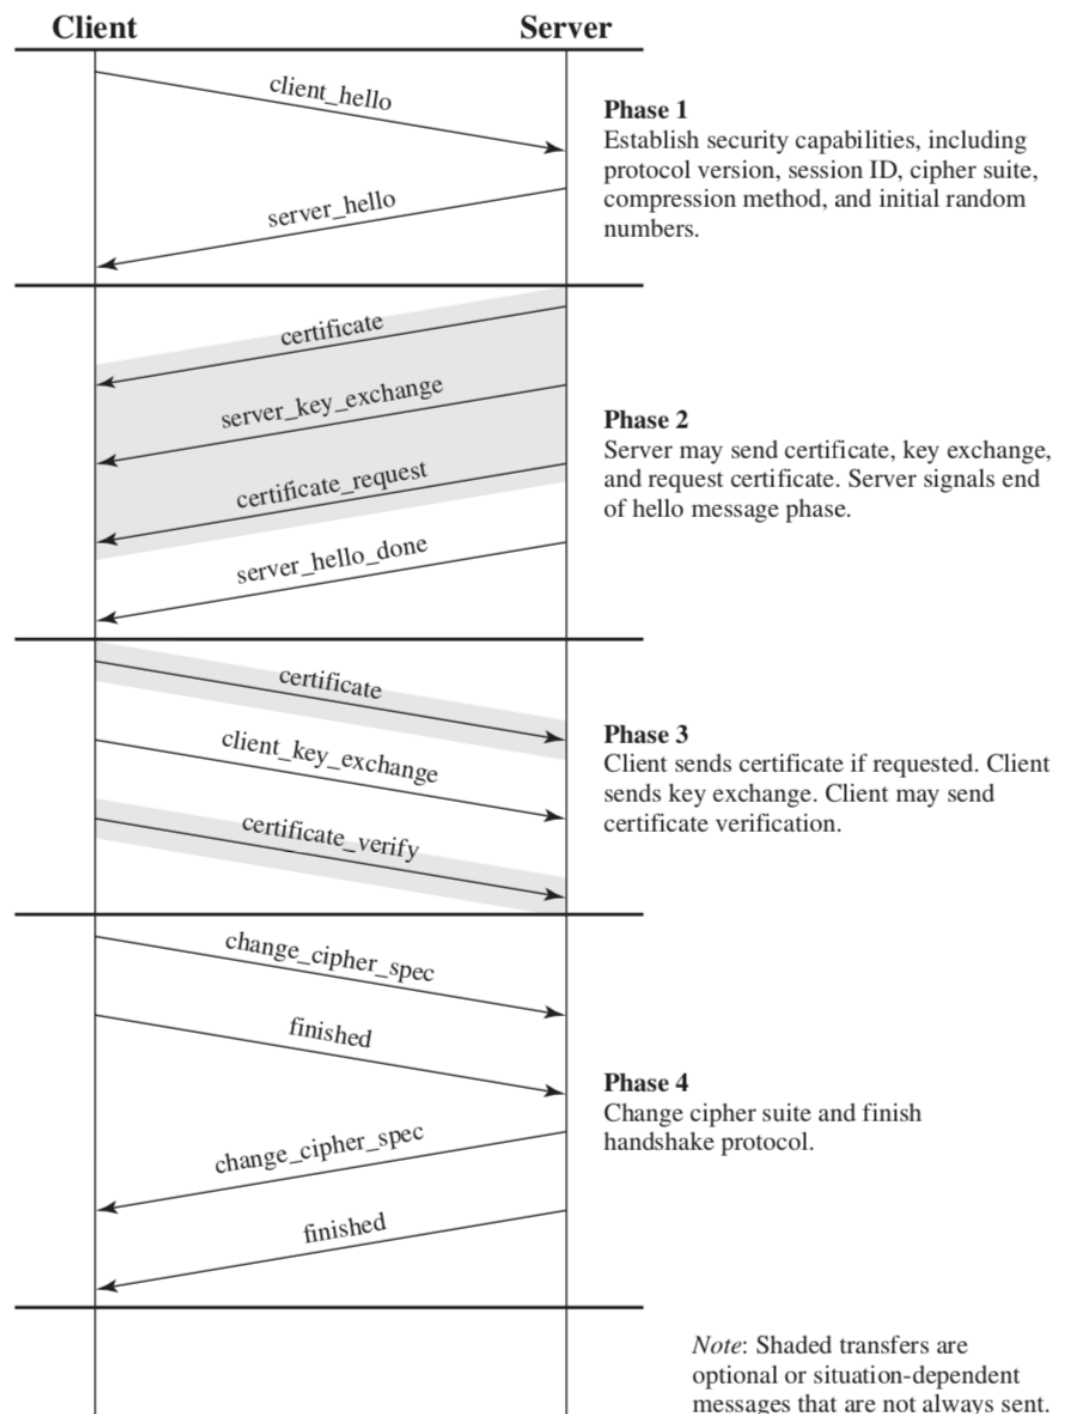 Client Server
client_hello
server_hello
Phase 1
Establish security capabilities, including
protocol version, session ID, cipher suite,
compression method, and initial random
numbers.
certificate
server_key_exchange
certificate_request
server_hello_done
Phase 2
Server may send certificate, key exchange,
and request certificate. Server signals end
of hello message phase.
certificate
client_key_exchange
certificate_verify
Phase 3
Client sends certificate if requested. Client
sends key exchange. Client may send
certificate verification.
change_cipher_spec
finished
change_cipher_spec
finished
Phase 4
Change cipher suite and finish
handshake protocol.
Note: Shaded transfers are
optional or situation-dependent
messages that are not always sent.